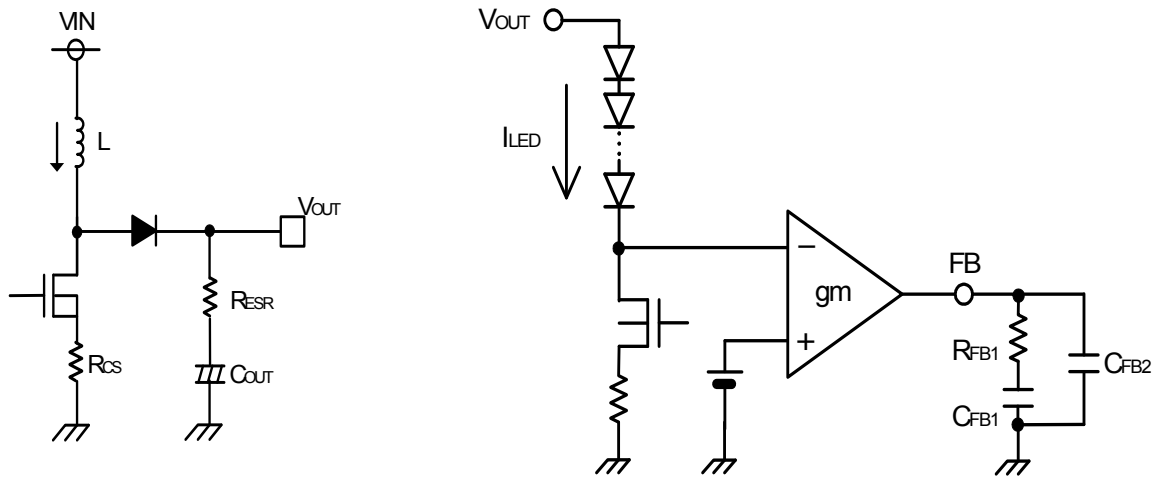 VIN
L
VOUT
RESR
RCS
COUT
VOUT
ILED
−
gm
+
FB
RFB1
CFB2
CFB1